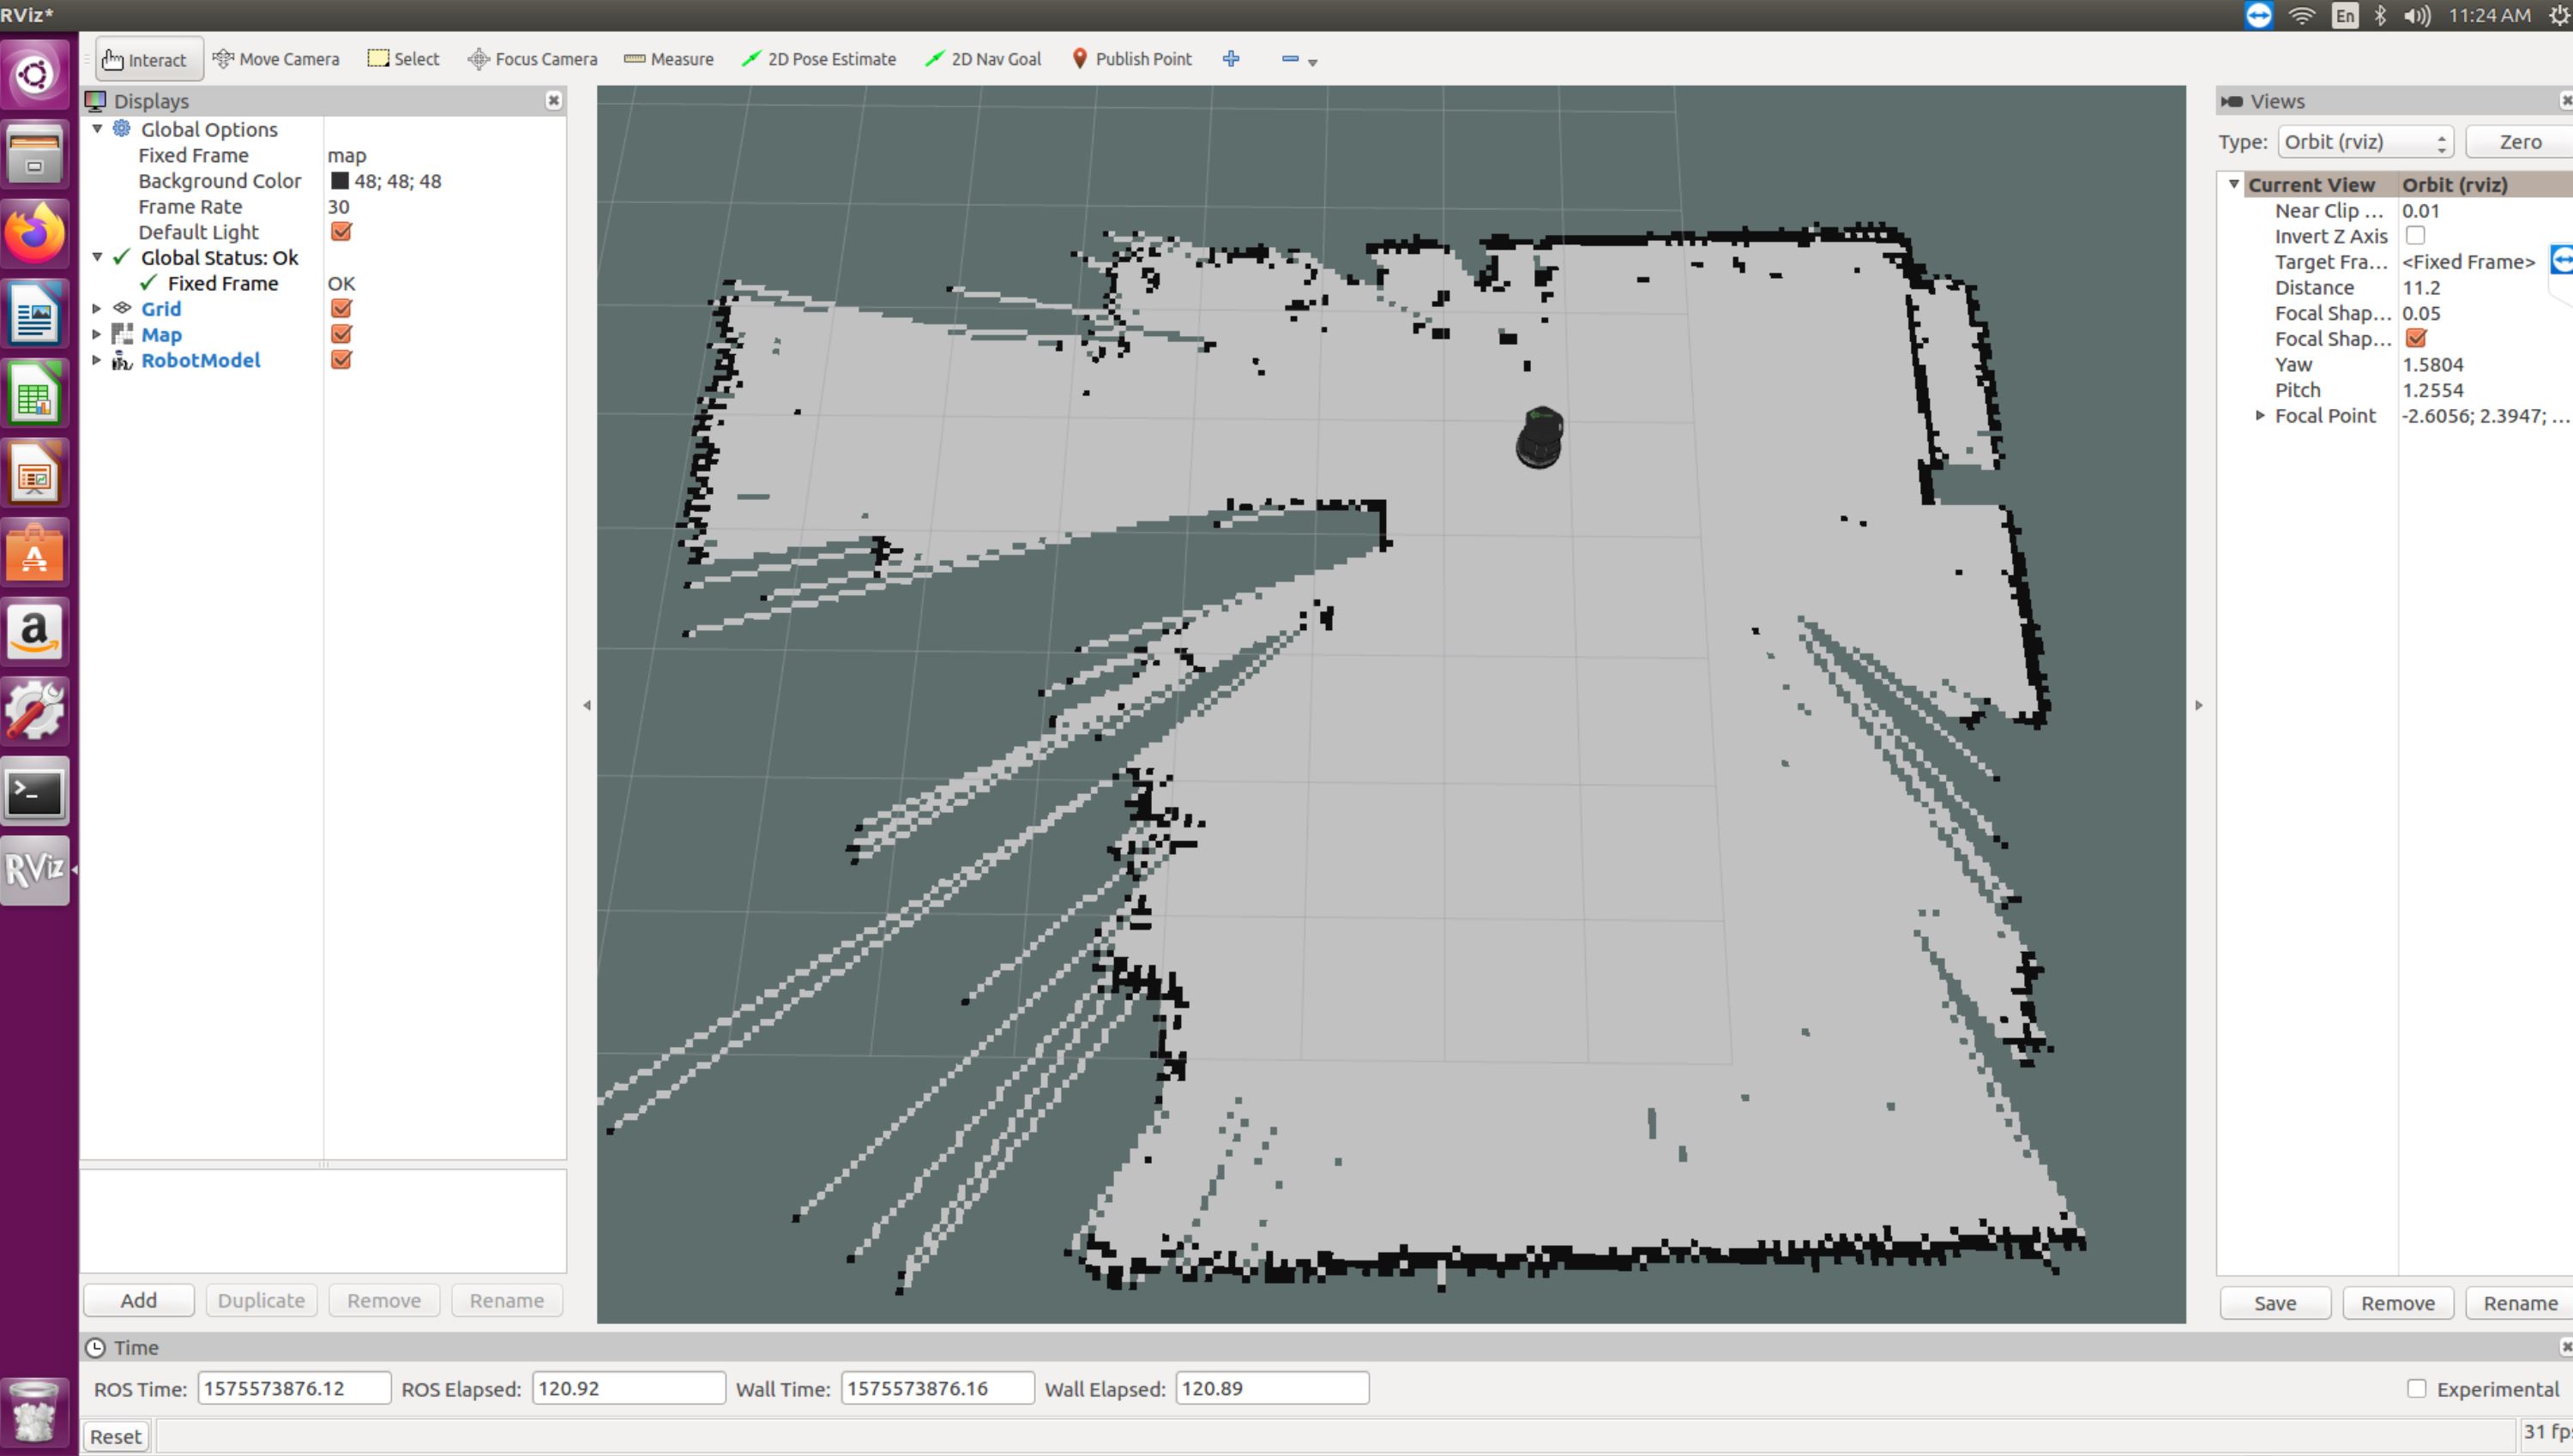 RViz*
En
11:24 AM
Interact
Move Camera
Select
Focus Camera
Measure
2D Pose Estimate
2D Nav Goal
Publish Point
Displays
Global Options
Fixed Frame map
Background Color 48; 48; 48
Frame Rate 30
Default Light
Global Status: Ok
Fixed Frame OK
Grid
Map
RobotModel
Add
Duplicate
Remove
Rename
Views
Type: Orbit (rviz) Zero
Current View Orbit (rviz)
Near Clip ... 0.01
Invert Z Axis
Target Fra... <Fixed Frame>
Distance 11.2
Focal Shap... 0.05
Focal Shap...
Yaw 1.5804
Pitch 1.2554
Focal Point -2.6056; 2.3947; ...
Save
Remove
Rename
a
A
>_
RViz
Time
ROS Time: 1575573876.12 ROS Elapsed: 120.92 Wall Time: 1575573876.16 Wall Elapsed: 120.89 Experimental
Reset
31 fp